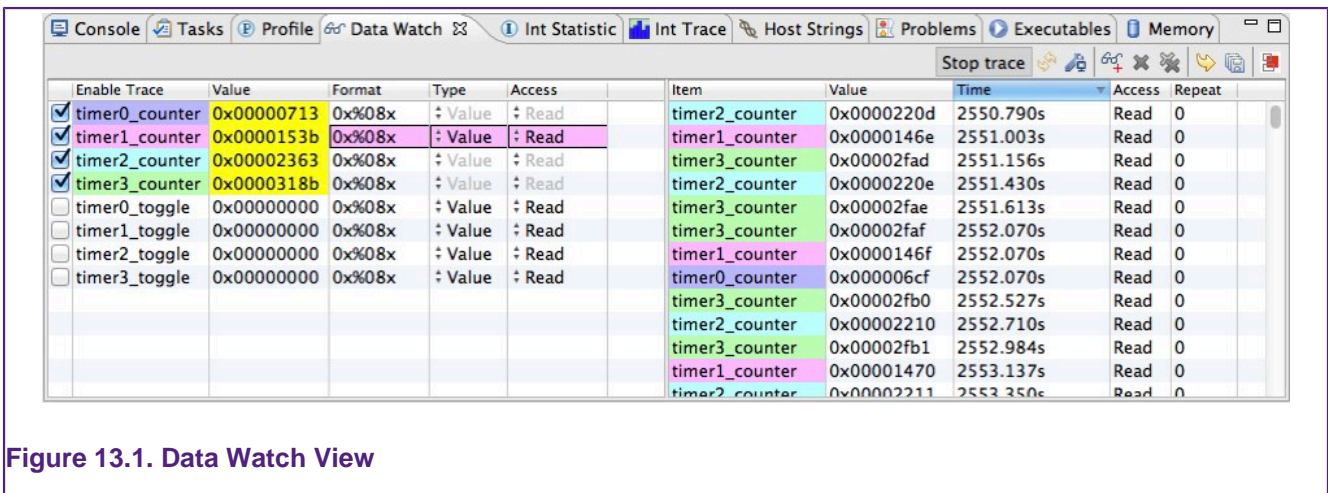 Console Tasks Profile Data Watch Int Statistic Int Trace Host Strings Problems Executables Memory
Stop trace
Enable Trace Value Format Type Access Item Value Time Access Repeat
timer0_counter 0x00000713 0x%08x Value Read timer2_counter 0x0000220d 2550.790s Read 0
timer1_counter 0x0000153b 0x%08x Value Read timer1_counter 0x0000146e 2551.003s Read 0
timer2_counter 0x00002363 0x%08x Value Read timer3_counter 0x00002fad 2551.156s Read 0
timer3_counter 0x0000318b 0x%08x Value Read timer2_counter 0x0000220e 2551.430s Read 0
timer0_toggle 0x00000000 0x%08x Value Read timer3_counter 0x00002fae 2551.613s Read 0
timer1_toggle 0x00000000 0x%08x Value Read timer3_counter 0x00002faf 2552.070s Read 0
timer2_toggle 0x00000000 0x%08x Value Read timer1_counter 0x0000146f 2552.070s Read 0
timer3_toggle 0x00000000 0x%08x Value Read timer0_counter 0x000006cf 2552.070s Read 0
timer3_counter 0x00002fb0 2552.527s Read 0
timer2_counter 0x00002210 2552.710s Read 0
timer3_counter 0x00002fb1 2552.984s Read 0
timer1_counter 0x00001470 2553.137s Read 0
timer2_counter 0x00002211 2553.350s Read 0
Figure 13.1. Data Watch View